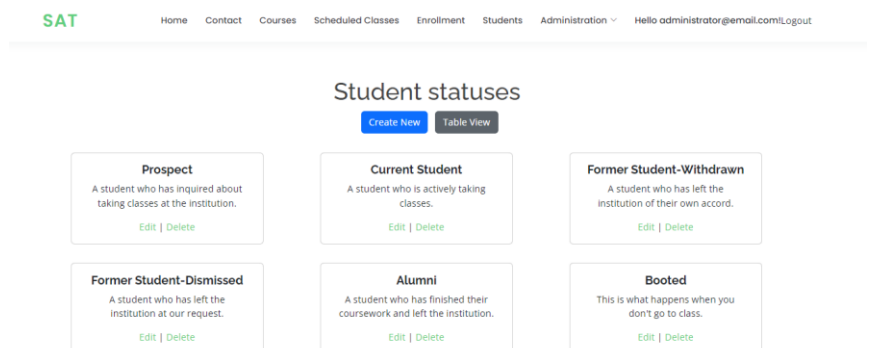 SAT Home Contact Courses Scheduled Classes Enrollment Students Administration Hello administrator@email.com!Logout
Student statuses
Create New Table View
Prospect
A student who has inquired about
taking classes at the institution.
Edit | Delete
Current Student
A student who is actively taking
classes.
Edit | Delete
Former Student-Withdrawn
A student who has left the
institution of their own accord.
Edit | Delete
Former Student-Dismissed
A student who has left the
institution at our request.
Edit | Delete
Alumni
A student who has finished their
coursework and left the institution.
Edit | Delete
Booted
This is what happens when you
don't go to class.
Edit | Delete